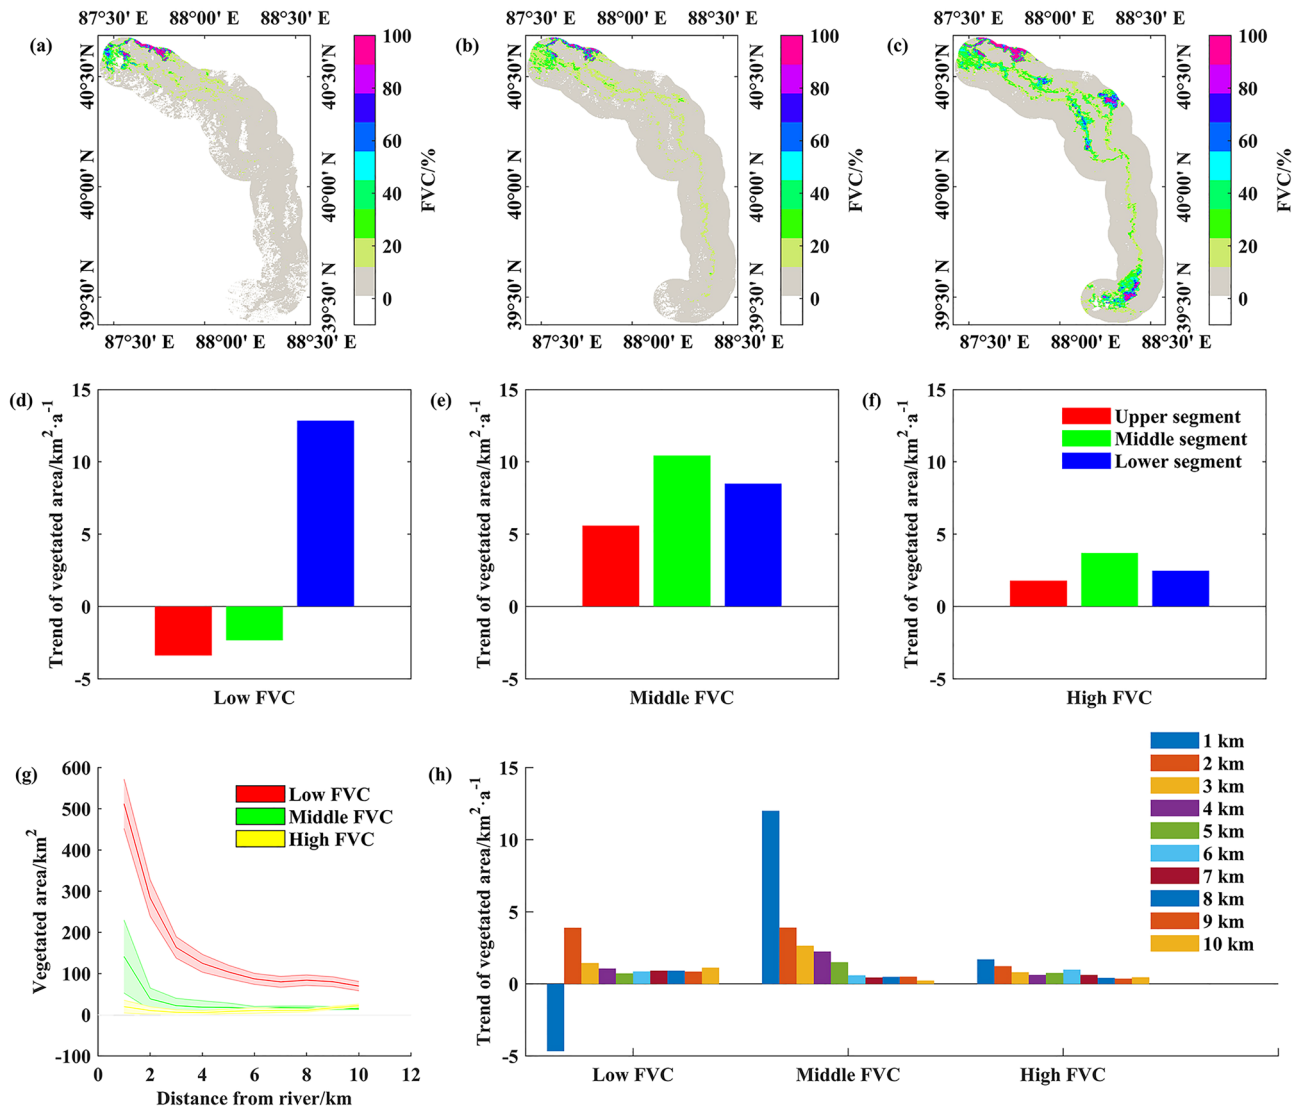 87°30' E 88°00' E 88°30' E
(a)
40°30' N
40°00' N
39°30' N
87°30' E 88°00' E 88°30' E
100
80
60
40
20
0
FVC/%
87°30' E 88°00' E 88°30' E
(b)
40°30' N
40°00' N
39°30' N
87°30' E 88°00' E 88°30' E
100
80
60
40
20
0
FVC/%
87°30' E 88°00' E 88°30' E
(c)
40°30' N
40°00' N
39°30' N
87°30' E 88°00' E 88°30' E
100
80
60
40
20
0
FVC/%
(d)
Trend of vegetated area/km²·a⁻¹
15
10
5
0
-5
Low FVC
(e)
Trend of vegetated area/km²·a⁻¹
15
10
5
0
-5
Middle FVC
(f)
Trend of vegetated area/km²·a⁻¹
15
10
5
0
-5
Upper segment
Middle segment
Lower segment
High FVC
(g)
Vegetated area/km²
600
500
400
300
200
100
0
-100
Low FVC
Middle FVC
High FVC
0 2 4 6 8 10 12
Distance from river/km
(h)
Trend of vegetated area/km²·a⁻¹
15
10
5
0
-5
1 km
2 km
3 km
4 km
5 km
6 km
7 km
8 km
9 km
10 km
Low FVC Middle FVC High FVC